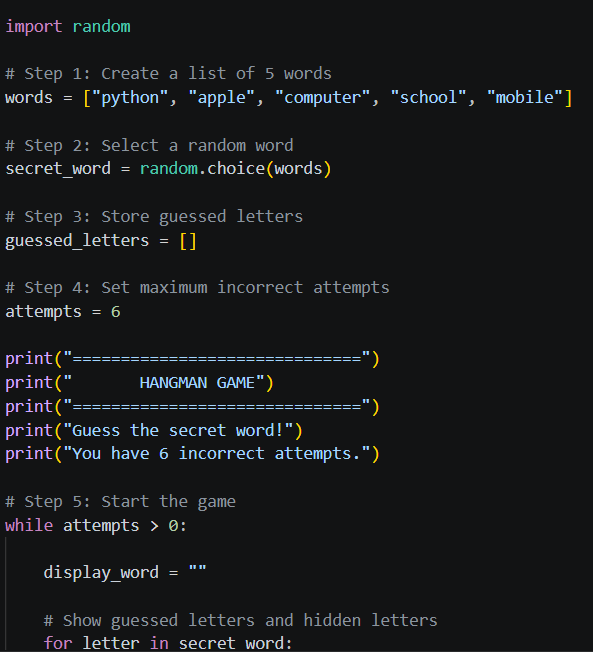 import random
# Step 1: Create a list of 5 words
words = ["python", "apple", "computer", "school", "mobile"]
# Step 2: Select a random word
secret_word = random.choice(words)
# Step 3: Store guessed letters
guessed_letters = []
# Step 4: Set maximum incorrect attempts
attempts = 6
print("==============================")
print("       HANGMAN GAME")
print("==============================")
print("Guess the secret word!")
print("You have 6 incorrect attempts.")
# Step 5: Start the game
while attempts > 0:
    display_word = ""
    # Show guessed letters and hidden letters
    for letter in secret_word: